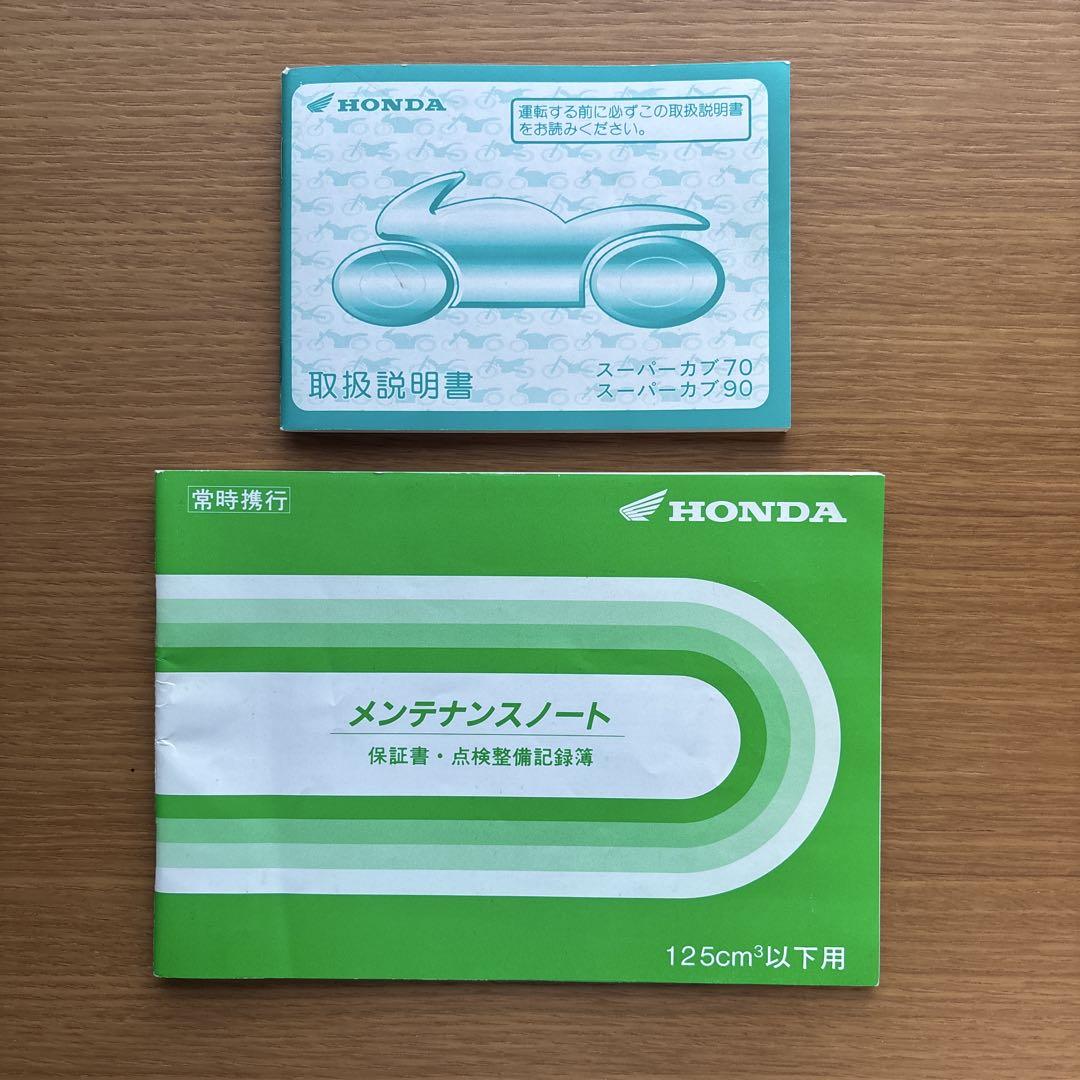 HONDA
運転する前に必ずこの取扱説明書
をお読みください。
取扱説明書
スーパーカブ70
スーパーカブ90
常時携行
HONDA
メンテナンスノート
保証書・点検整備記録簿
125cm³以下用